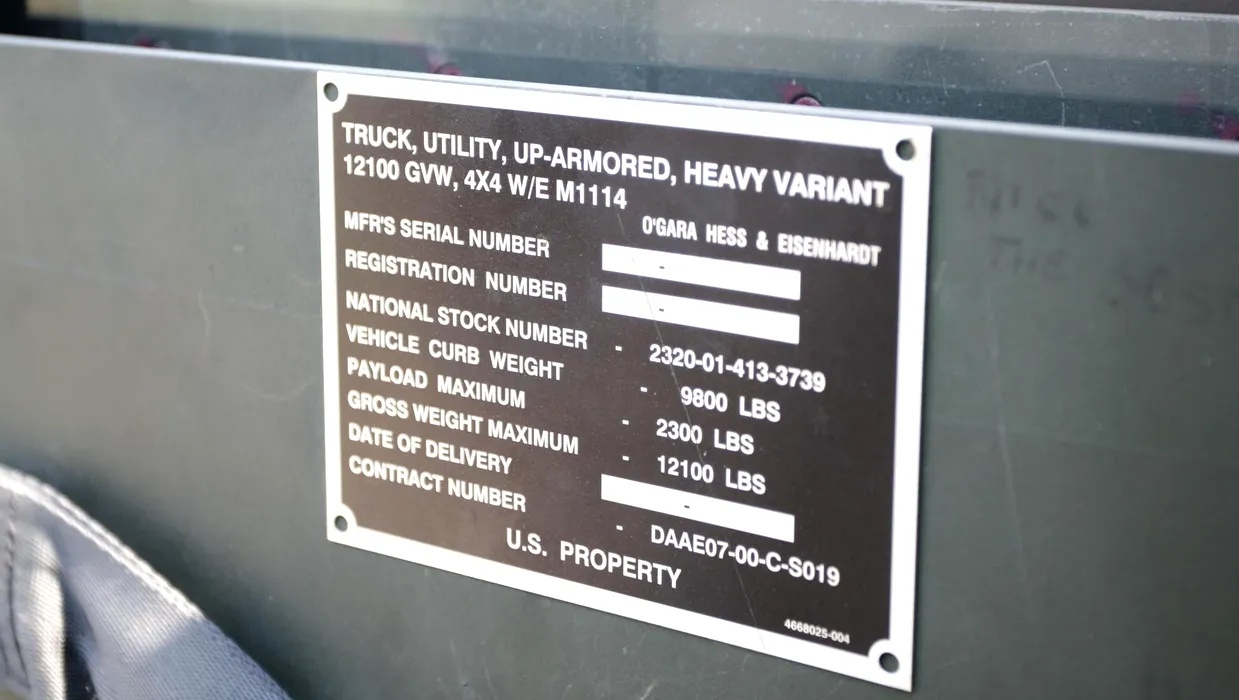 TRUCK, UTILITY, UP-ARMORED, HEAVY VARIANT
12100 GVW, 4X4 W/E M1114
O'GARA HESS & EISENHARDT
MFR'S SERIAL NUMBER -
REGISTRATION NUMBER -
NATIONAL STOCK NUMBER - 2320-01-413-3739
VEHICLE CURB WEIGHT - 9800 LBS
PAYLOAD MAXIMUM - 2300 LBS
GROSS WEIGHT MAXIMUM - 12100 LBS
DATE OF DELIVERY -
CONTRACT NUMBER - DAAE07-00-C-S019
U.S. PROPERTY
4668025-004
THE